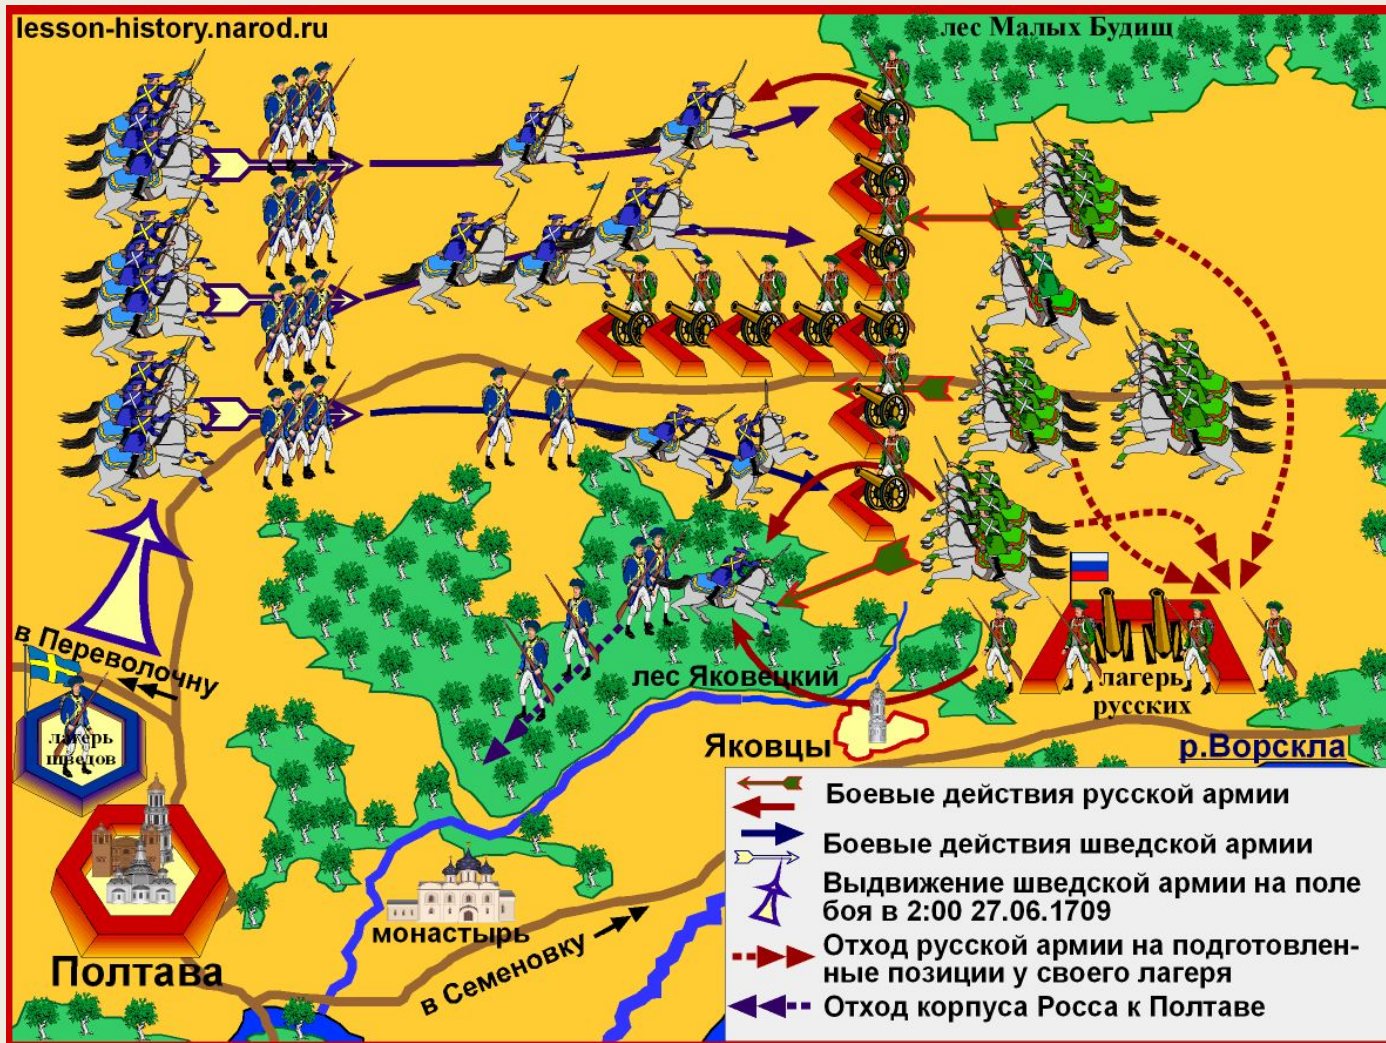 lesson-history.narod.ru
лес Малых Будищ
в Переволочну
лагерь
шведов
лес Яковецкий
лагерь
русских
Яковцы
р.Ворскла
Полтава
монастырь
в Семеновку
Боевые действия русской армии
Боевые действия шведской армии
Выдвижение шведской армии на поле
боя в 2:00 27.06.1709
Отход русской армии на подготовлен-
ные позиции у своего лагеря
Отход корпуса Росса к Полтаве